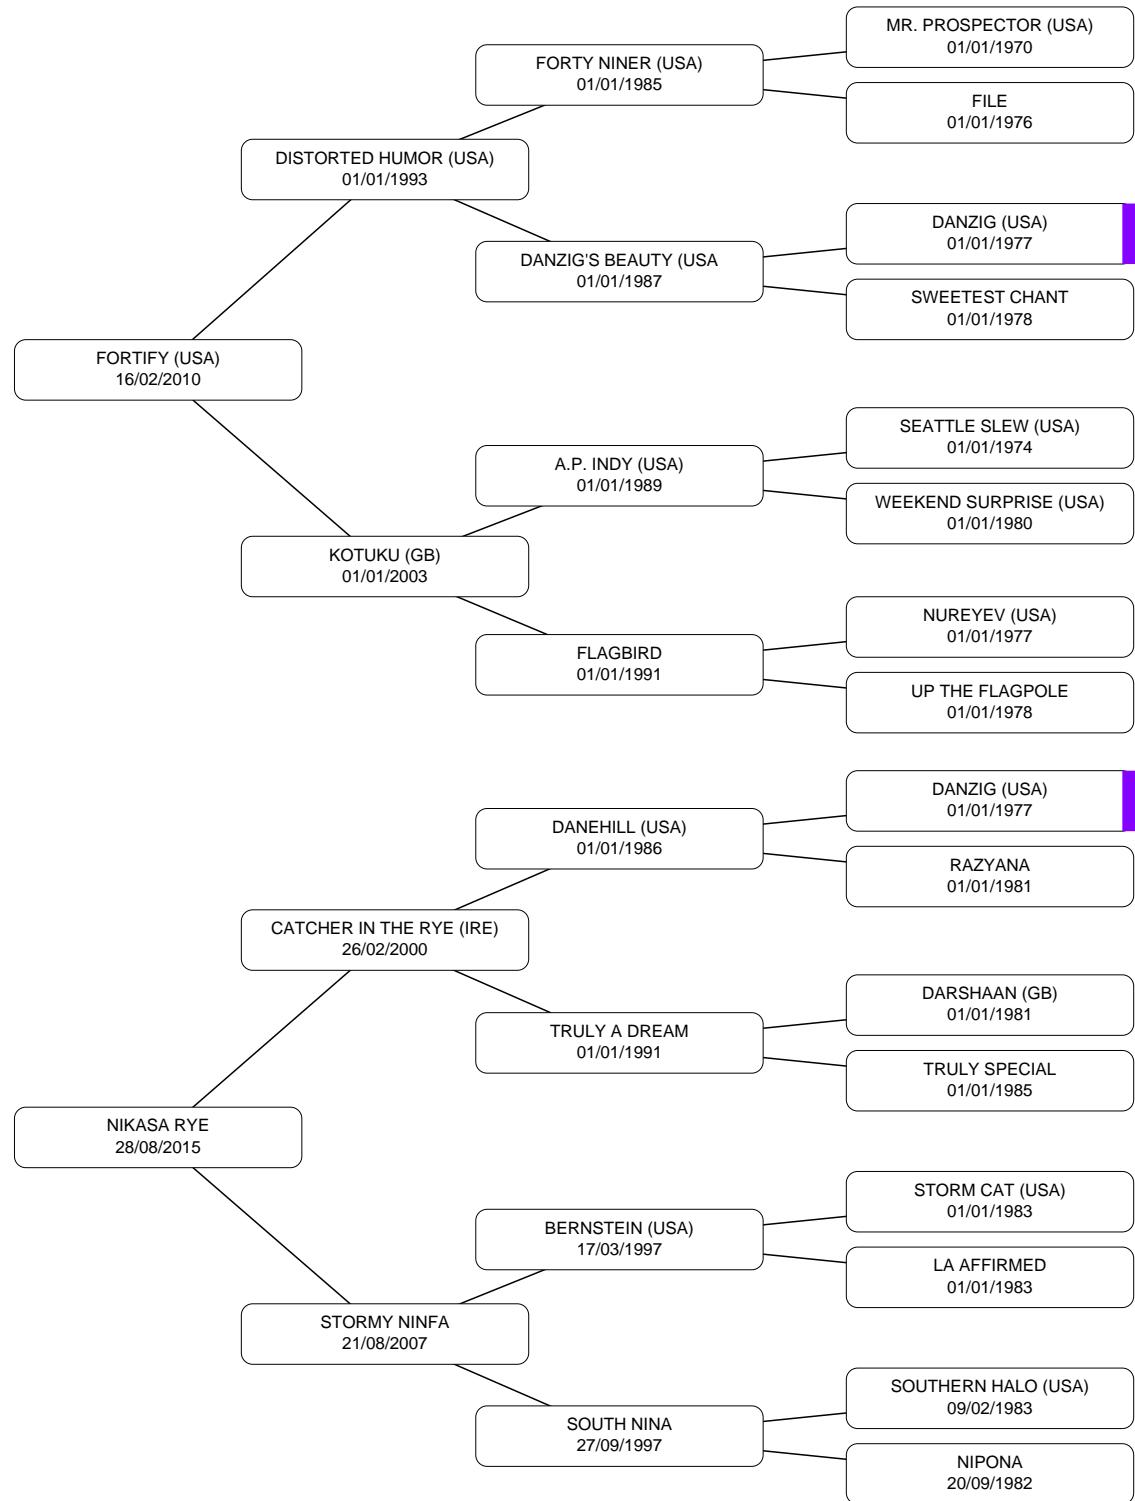 MR. PROSPECTOR (USA)
01/01/1970
FORTY NINER (USA)
01/01/1985
FILE
01/01/1976
DISTORTED HUMOR (USA)
01/01/1993
DANZIG (USA)
01/01/1977
DANZIG'S BEAUTY (USA
01/01/1987
SWEETEST CHANT
01/01/1978
FORTIFY (USA)
16/02/2010
SEATTLE SLEW (USA)
01/01/1974
A.P. INDY (USA)
01/01/1989
WEEKEND SURPRISE (USA)
01/01/1980
KOTUKU (GB)
01/01/2003
NUREYEV (USA)
01/01/1977
FLAGBIRD
01/01/1991
UP THE FLAGPOLE
01/01/1978
DANZIG (USA)
01/01/1977
DANEHILL (USA)
01/01/1986
RAZYANA
01/01/1981
CATCHER IN THE RYE (IRE)
26/02/2000
DARSHAAN (GB)
01/01/1981
TRULY A DREAM
01/01/1991
TRULY SPECIAL
01/01/1985
NIKASA RYE
28/08/2015
STORM CAT (USA)
01/01/1983
BERNSTEIN (USA)
17/03/1997
LA AFFIRMED
01/01/1983
STORMY NINFA
21/08/2007
SOUTHERN HALO (USA)
09/02/1983
SOUTH NINA
27/09/1997
NIPONA
20/09/1982